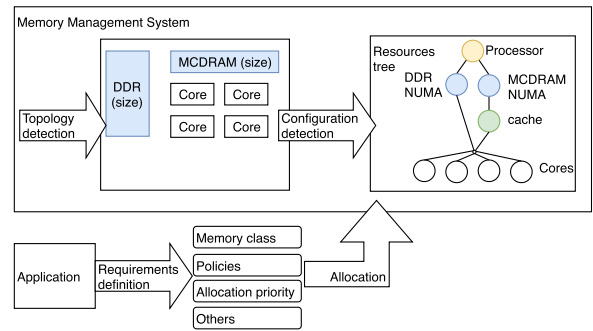 Memory Management System
Topology
detection
DDR
(size)
MCDRAM (size)
Core
Core
Core
Core
Configuration
detection
Resources
tree
Processor
DDR
NUMA
MCDRAM
NUMA
cache
Cores
Application
Requirements
definition
Memory class
Policies
Allocation priority
Others
Allocation